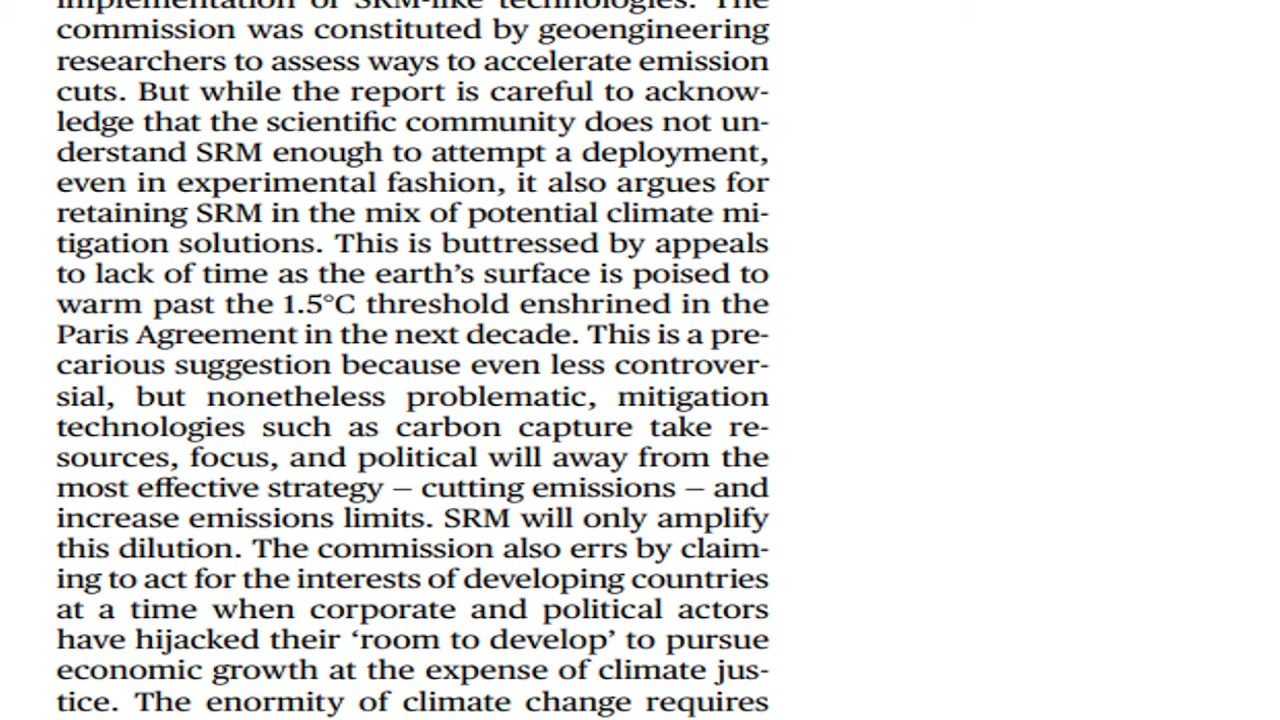 implementation of SRM-like technologies. The
commission was constituted by geoengineering
researchers to assess ways to accelerate emission
cuts. But while the report is careful to acknow-
ledge that the scientific community does not un-
derstand SRM enough to attempt a deployment,
even in experimental fashion, it also argues for
retaining SRM in the mix of potential climate mi-
tigation solutions. This is buttressed by appeals
to lack of time as the earth’s surface is poised to
warm past the 1.5°C threshold enshrined in the
Paris Agreement in the next decade. This is a pre-
carious suggestion because even less controver-
sial, but nonetheless problematic, mitigation
technologies such as carbon capture take re-
sources, focus, and political will away from the
most effective strategy – cutting emissions – and
increase emissions limits. SRM will only amplify
this dilution. The commission also errs by claim-
ing to act for the interests of developing countries
at a time when corporate and political actors
have hijacked their ‘room to develop’ to pursue
economic growth at the expense of climate jus-
tice. The enormity of climate change requires